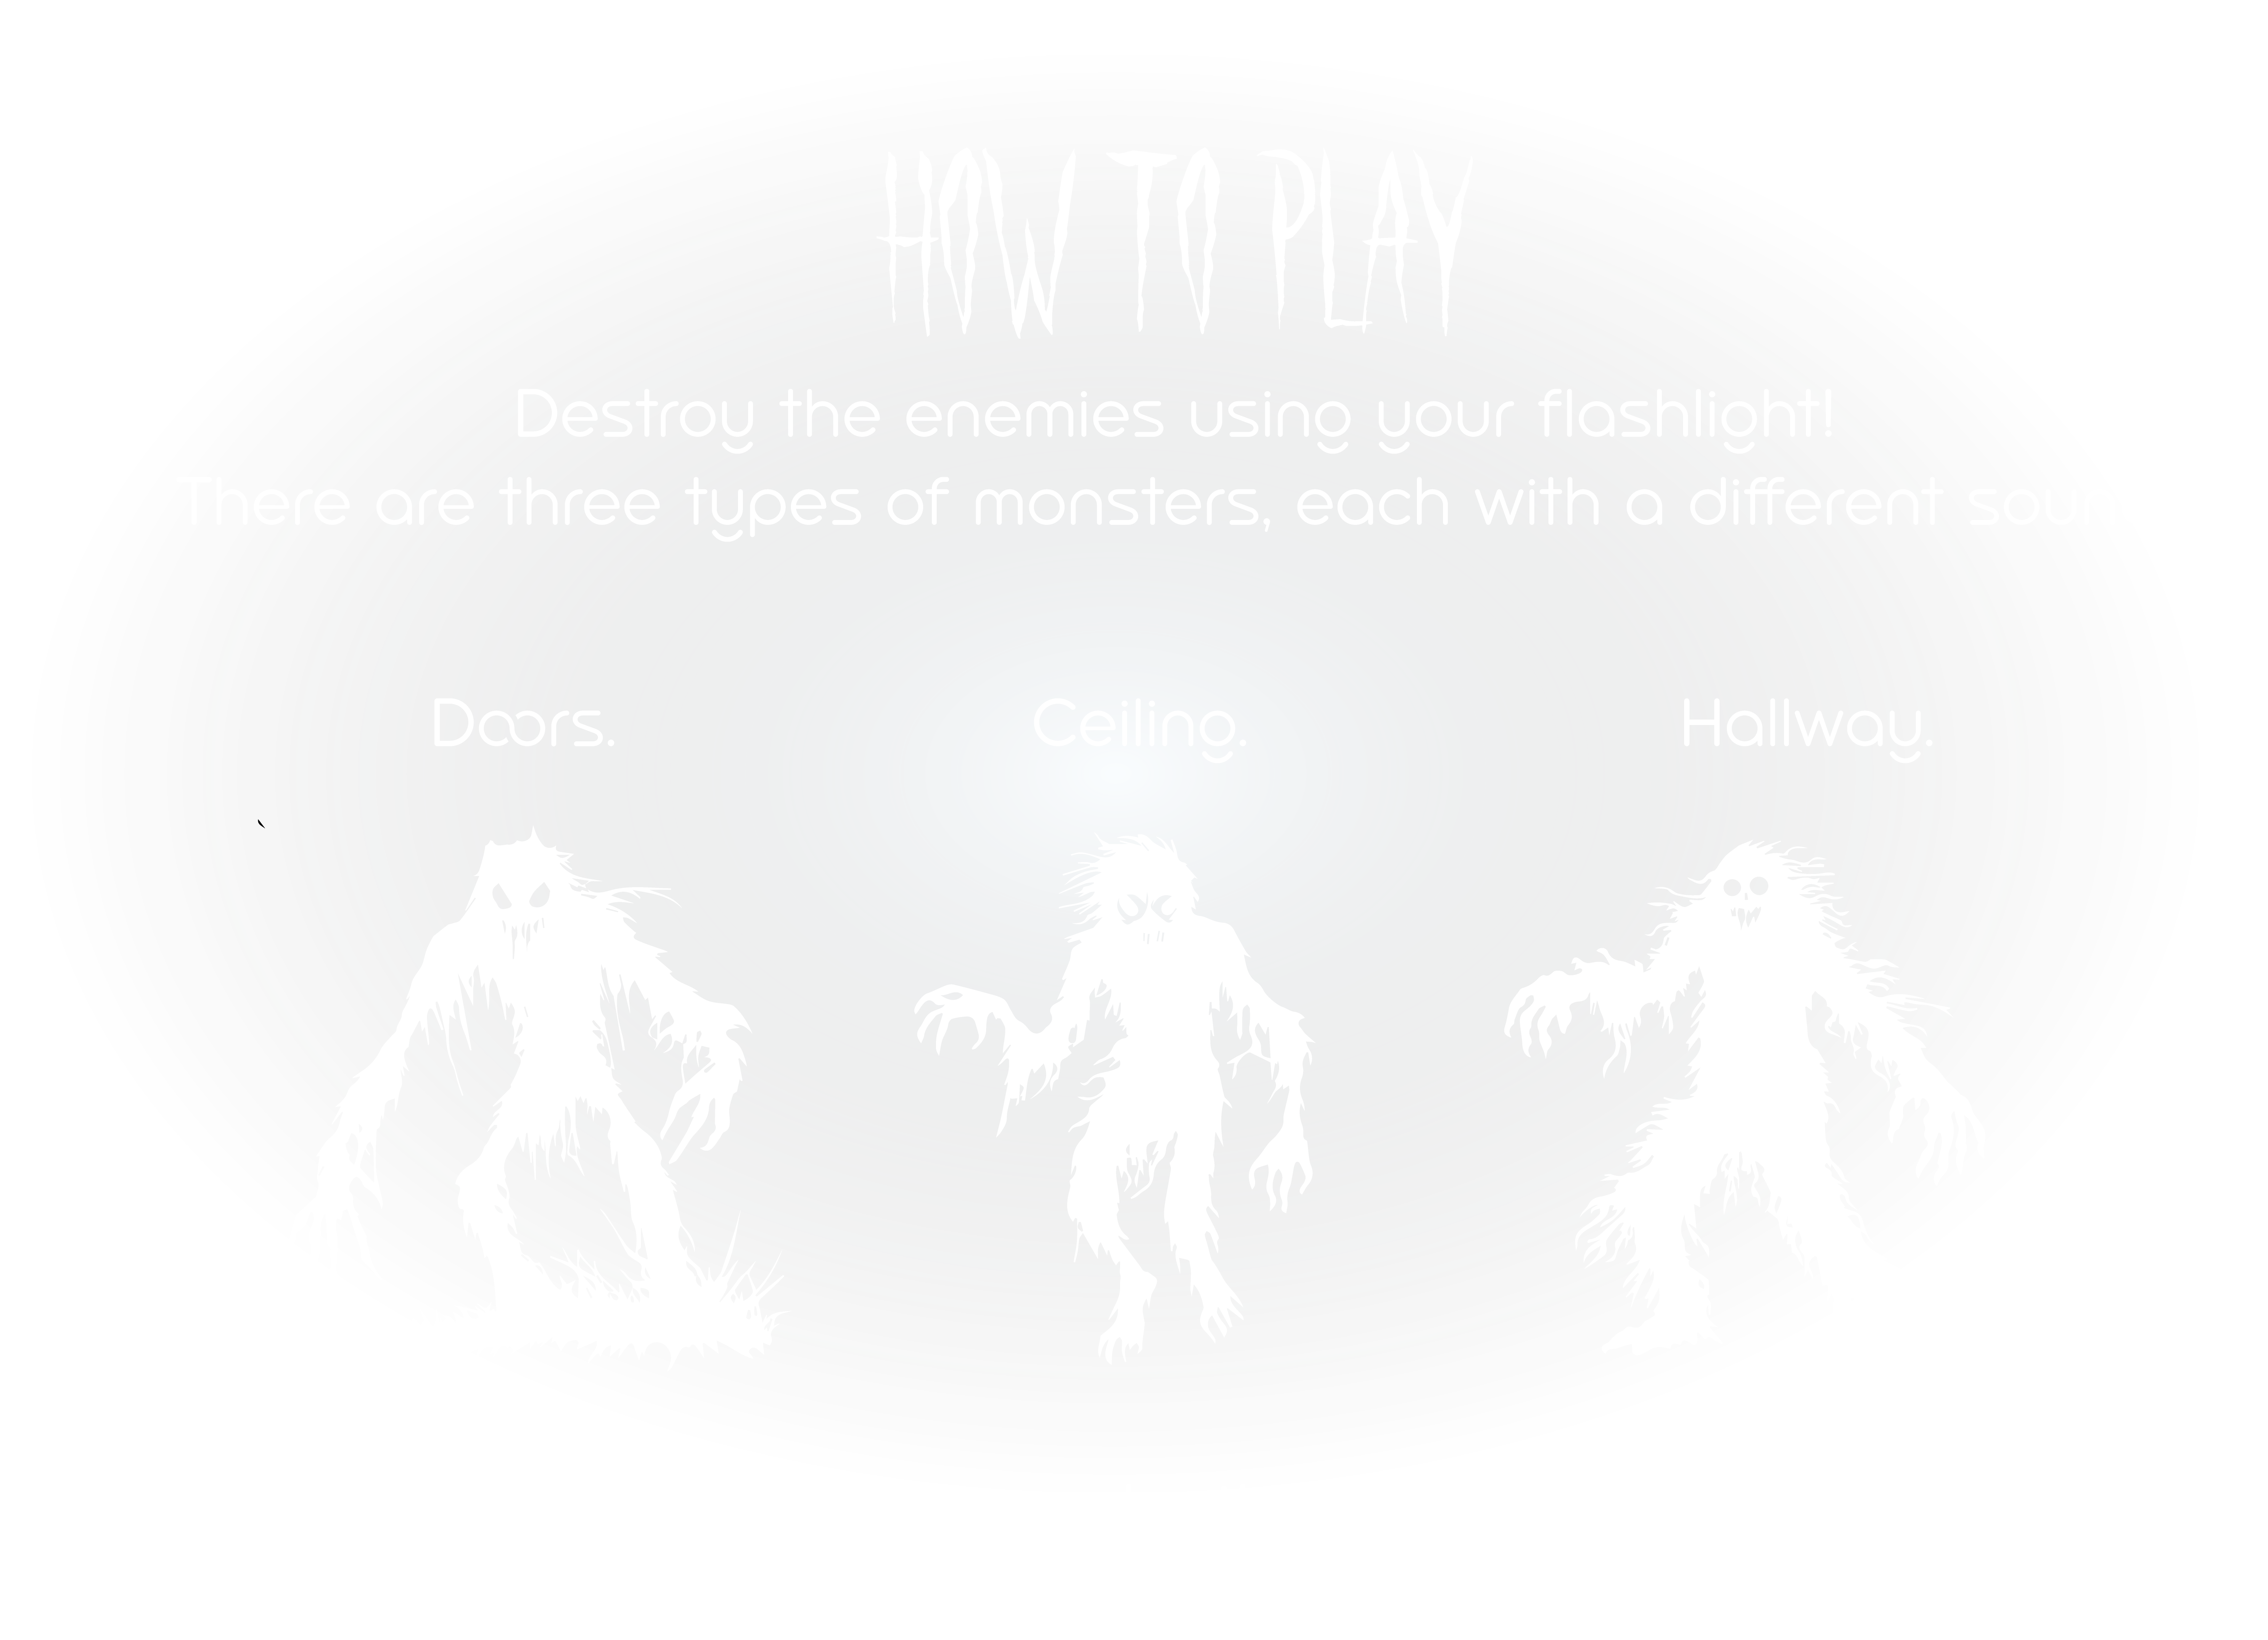 HOW TO PLAY
Destroy the enemies using your flashlight!
There are three types of monsters, each with a different
Doors.
Ceiling.
Hallway.